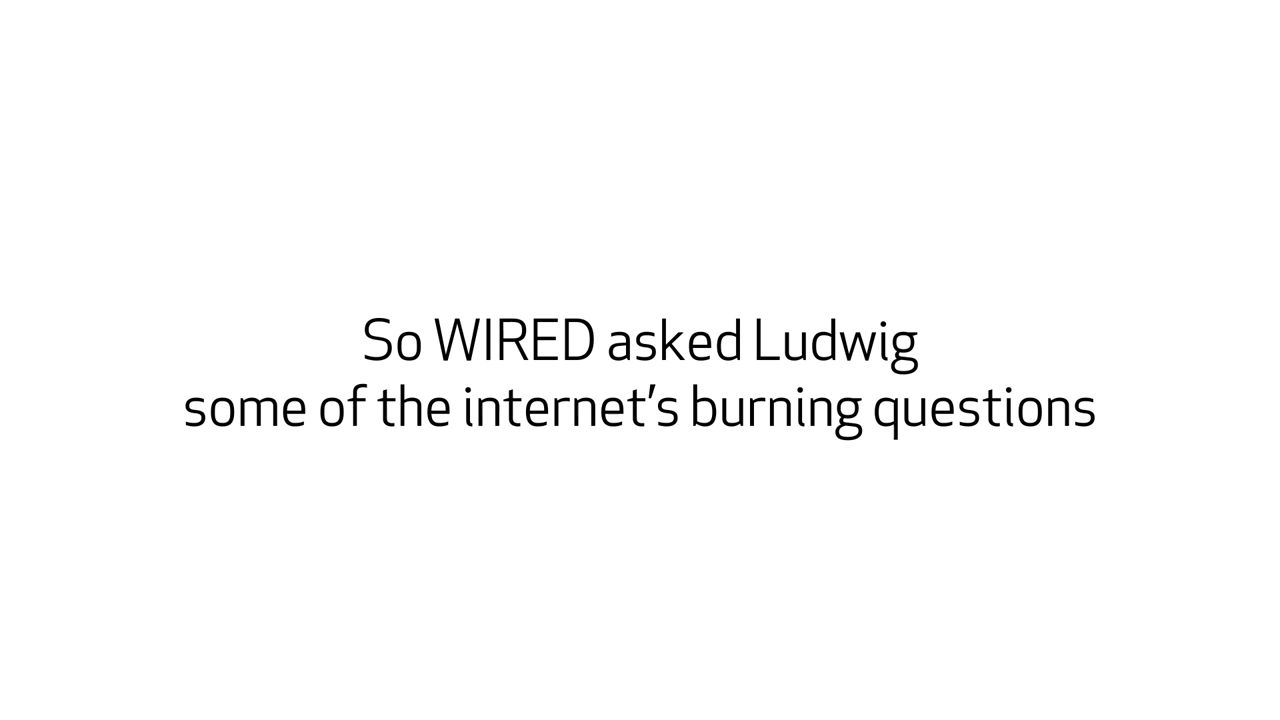 So WIRED asked Ludwig
some of the internet’s burning questions